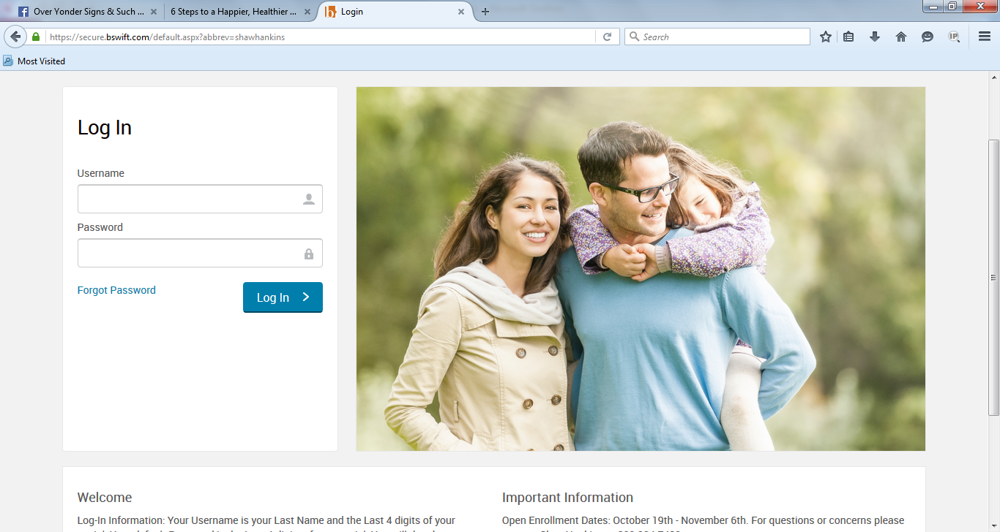 Over Yonder Signs & Such ...
6 Steps to a Happier, Healthier ...
Login
https://secure.bswift.com/default.aspx?abbrev=shawhankins
Search
IP
Most Visited
Log In
Username
Password
Forgot Password
Log In
Welcome
Log-In Information: Your Username is your Last Name and the Last 4 digits of your
Important Information
Open Enrollment Dates: October 19th - November 6th. For questions or concerns please